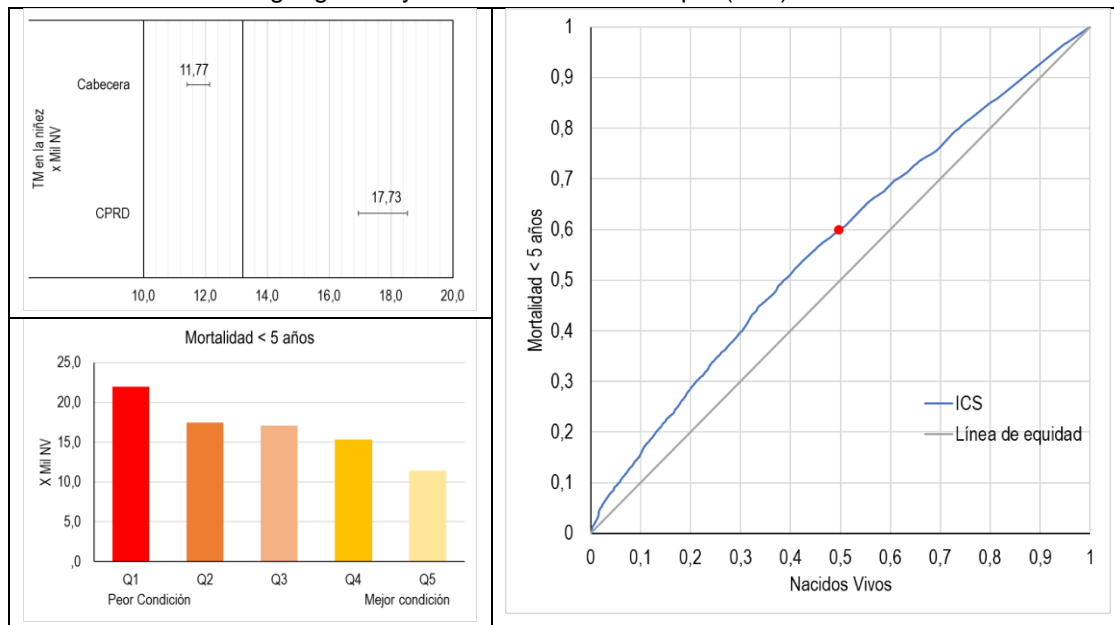 Cabecera
11,77
TM en la niñez
x Mil NV
CPRD
17,73
10,0 12,0 14,0 16,0 18,0 20,0
Mortalidad < 5 años
25,0
20,0
15,0
10,0
5,0
,0
X Mil NV
Q1 Q2 Q3 Q4 Q5
Peor Condición Mejor condición
1
0,9
0,8
0,7
0,6
0,5
0,4
0,3
0,2
0,1
0
Mortalidad < 5 años
ICS
Línea de equidad
0 0,1 0,2 0,3 0,4 0,5 0,6 0,7 0,8 0,9 1
Nacidos Vivos